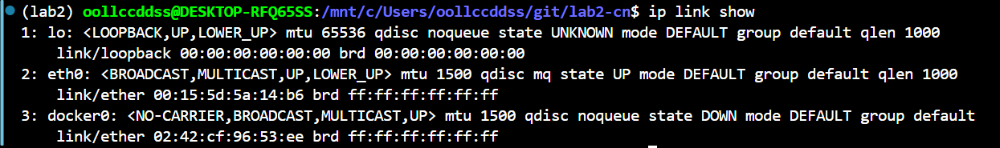 (lab2) oollccddss@DESKTOP-RFQ65SS:/mnt/c/Users/oollccddss/git/lab2-cn$ ip link show
1: lo: <LOOPBACK,UP,LOWER_UP> mtu 65536 qdisc noqueue state UNKNOWN mode DEFAULT group default qlen 1000
link/loopback 00:00:00:00:00:00 brd 00:00:00:00:00:00
2: eth0: <BROADCAST,MULTICAST,UP,LOWER_UP> mtu 1500 qdisc mq state UP mode DEFAULT group default qlen 1000
link/ether 00:15:5d:5a:14:b6 brd ff:ff:ff:ff:ff:ff
3: docker0: <NO-CARRIER,BROADCAST,MULTICAST,UP> mtu 1500 qdisc noqueue state DOWN mode DEFAULT group default
link/ether 02:42:cf:96:53:ee brd ff:ff:ff:ff:ff:ff